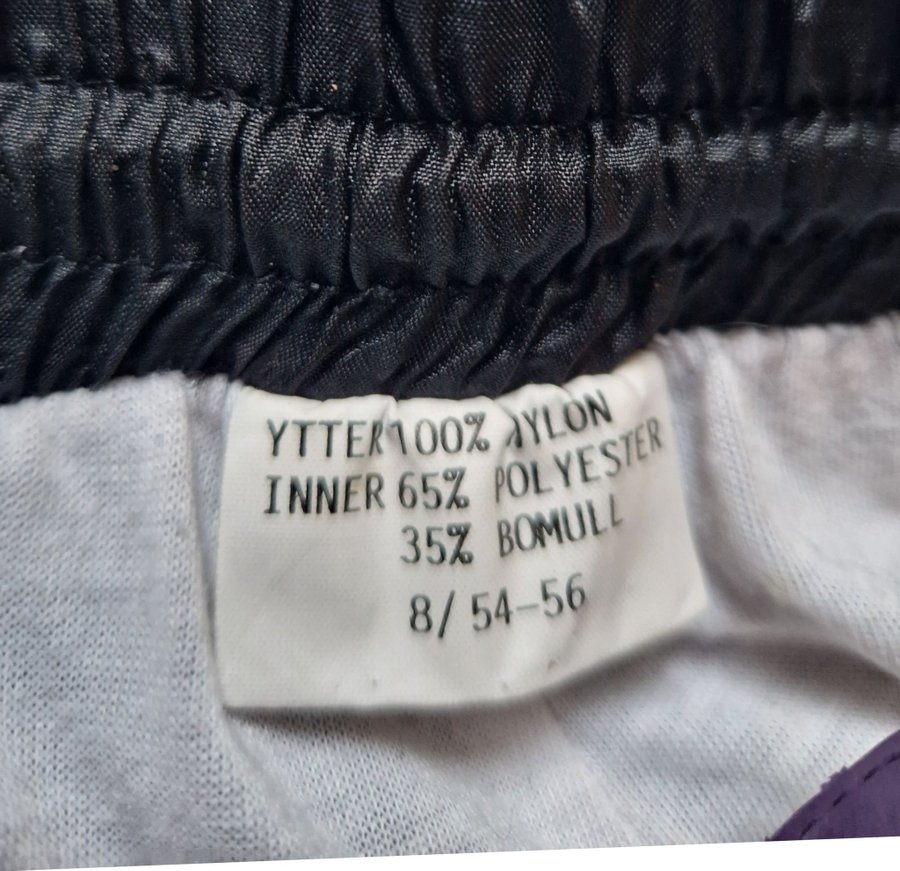 YTTER 100% NYLON
INNER 65% POLYESTER
35% BOMULL
8/ 54-56